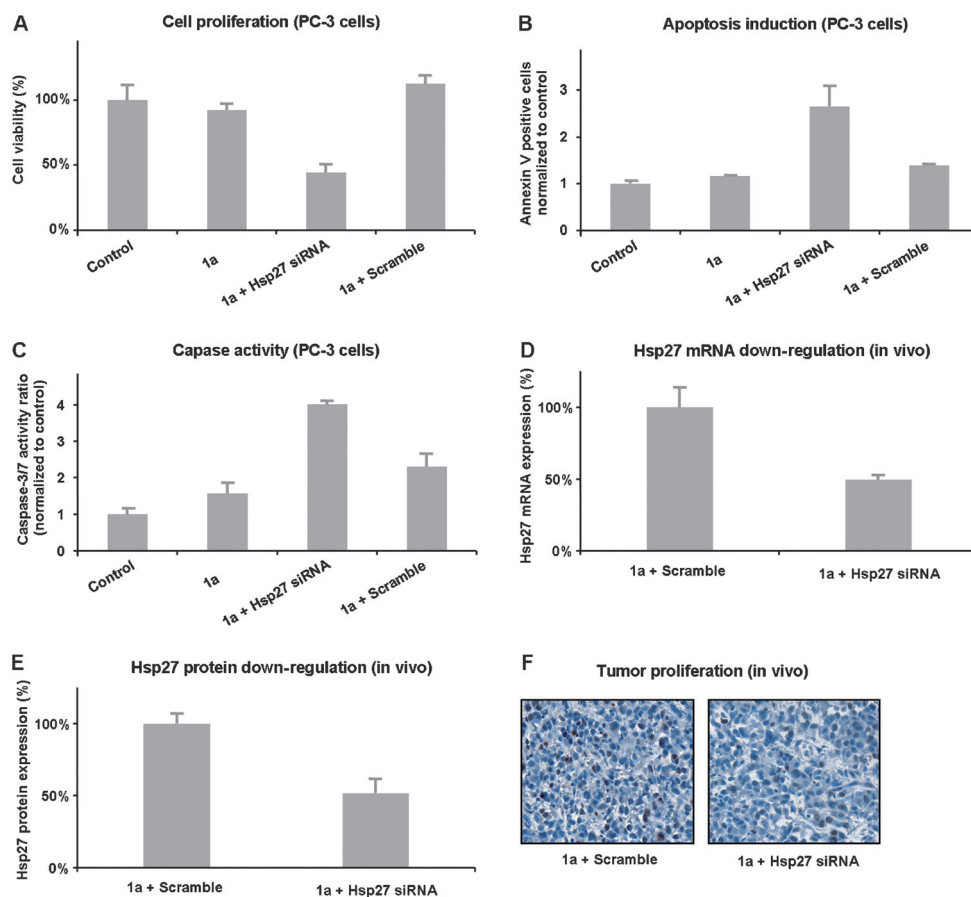 A
Cell proliferation (PC-3 cells)
Cell viability (%)
100%
50%
0%
Control
1a
1a + Hsp27 siRNA
1a + Scramble
B
Apoptosis induction (PC-3 cells)
Annexin V positive cells
normalized to control
3
2
1
0
Control
1a
1a + Hsp27 siRNA
1a + Scramble
C
Capase activity (PC-3 cells)
Caspase-3/7 activity ratio
(normalized to control)
4
3
2
1
0
Control
1a
1a + Hsp27 siRNA
1a + Scramble
D
Hsp27 mRNA down-regulation (in vivo)
Hsp27 mRNA expression (%)
100%
50%
0%
1a + Scramble
1a + Hsp27 siRNA
E
Hsp27 protein down-regulation (in vivo)
Hsp27 protein expression (%)
100%
50%
0%
1a + Scramble
1a + Hsp27 siRNA
F
Tumor proliferation (in vivo)
1a + Scramble
1a + Hsp27 siRNA